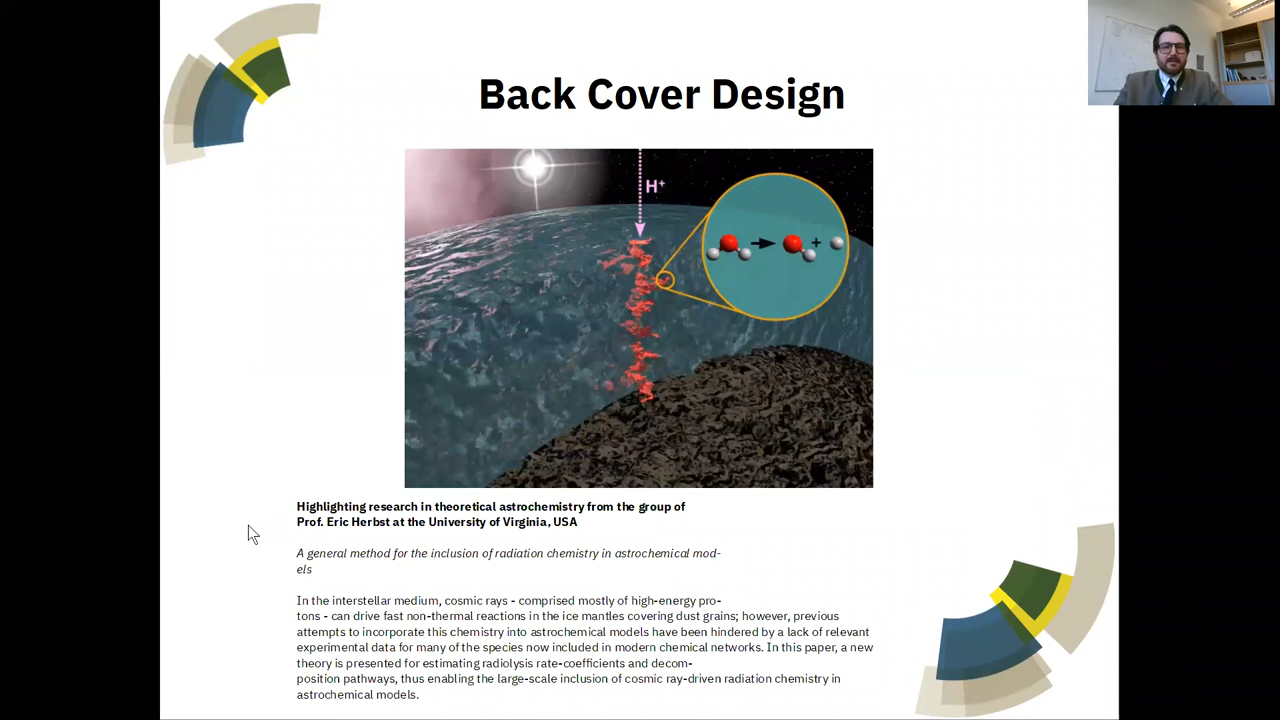 Back Cover Design
H⁺
+
Highlighting research in theoretical astrochemistry from the group of
Prof. Eric Herbst at the University of Virginia, USA
A general method for the inclusion of radiation chemistry in astrochemical mod-
els
In the interstellar medium, cosmic rays - comprised mostly of high-energy pro-
tons - can drive fast non-thermal reactions in the ice mantles covering dust grains; however, previous
attempts to incorporate this chemistry into astrochemical models have been hindered by a lack of relevant
experimental data for many of the species now included in modern chemical networks. In this paper, a new
theory is presented for estimating radiolysis rate-coefficients and decom-
position pathways, thus enabling the large-scale inclusion of cosmic ray-driven radiation chemistry in
astrochemical models.